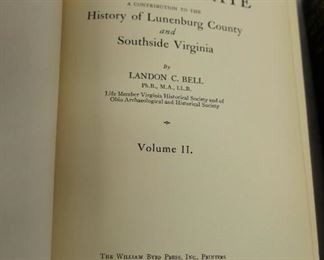 A CONTRIBUTION TO THE
History of Lunenburg County
and
Southside Virginia
By
LANDON C. BELL
Ph.B., M.A., LL.B.
Life Member Virginia Historical Society and of
Ohio Archaeological and Historical Society
Volume II.
THE WILLIAM BYRD PRESS, INC., PRINTERS